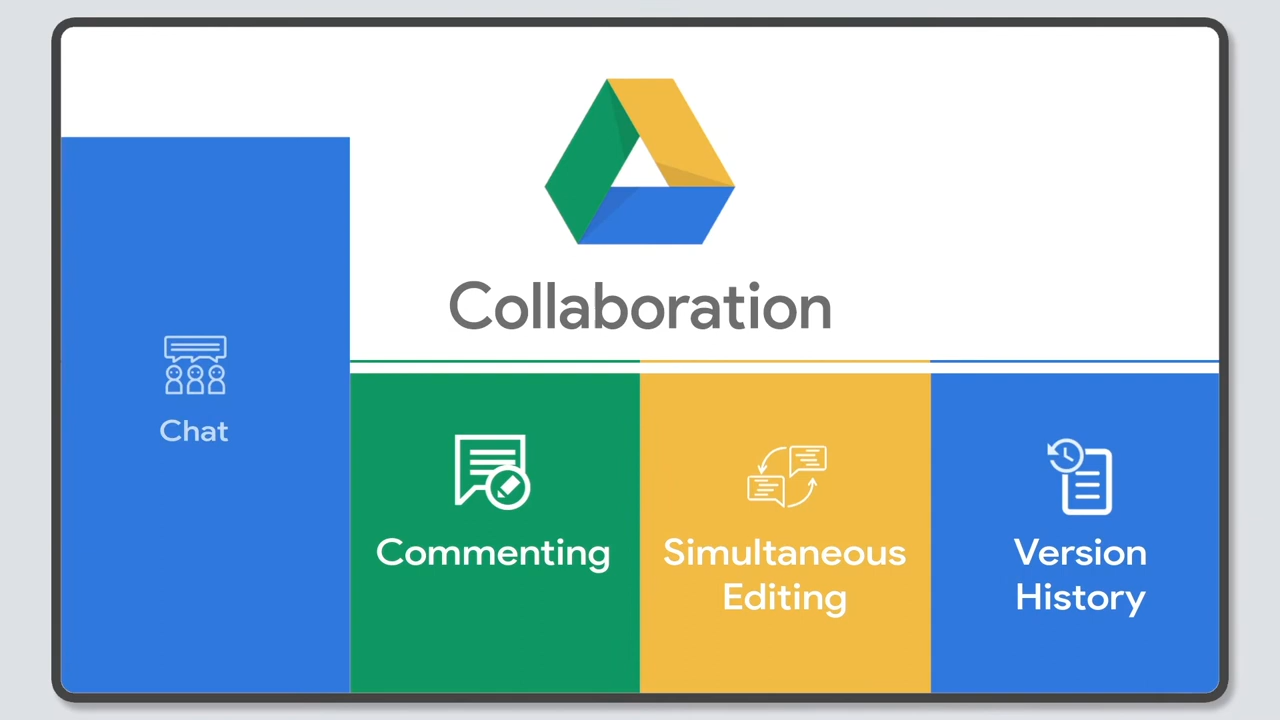 Collaboration
Chat
Commenting
Simultaneous
Editing
Version
History